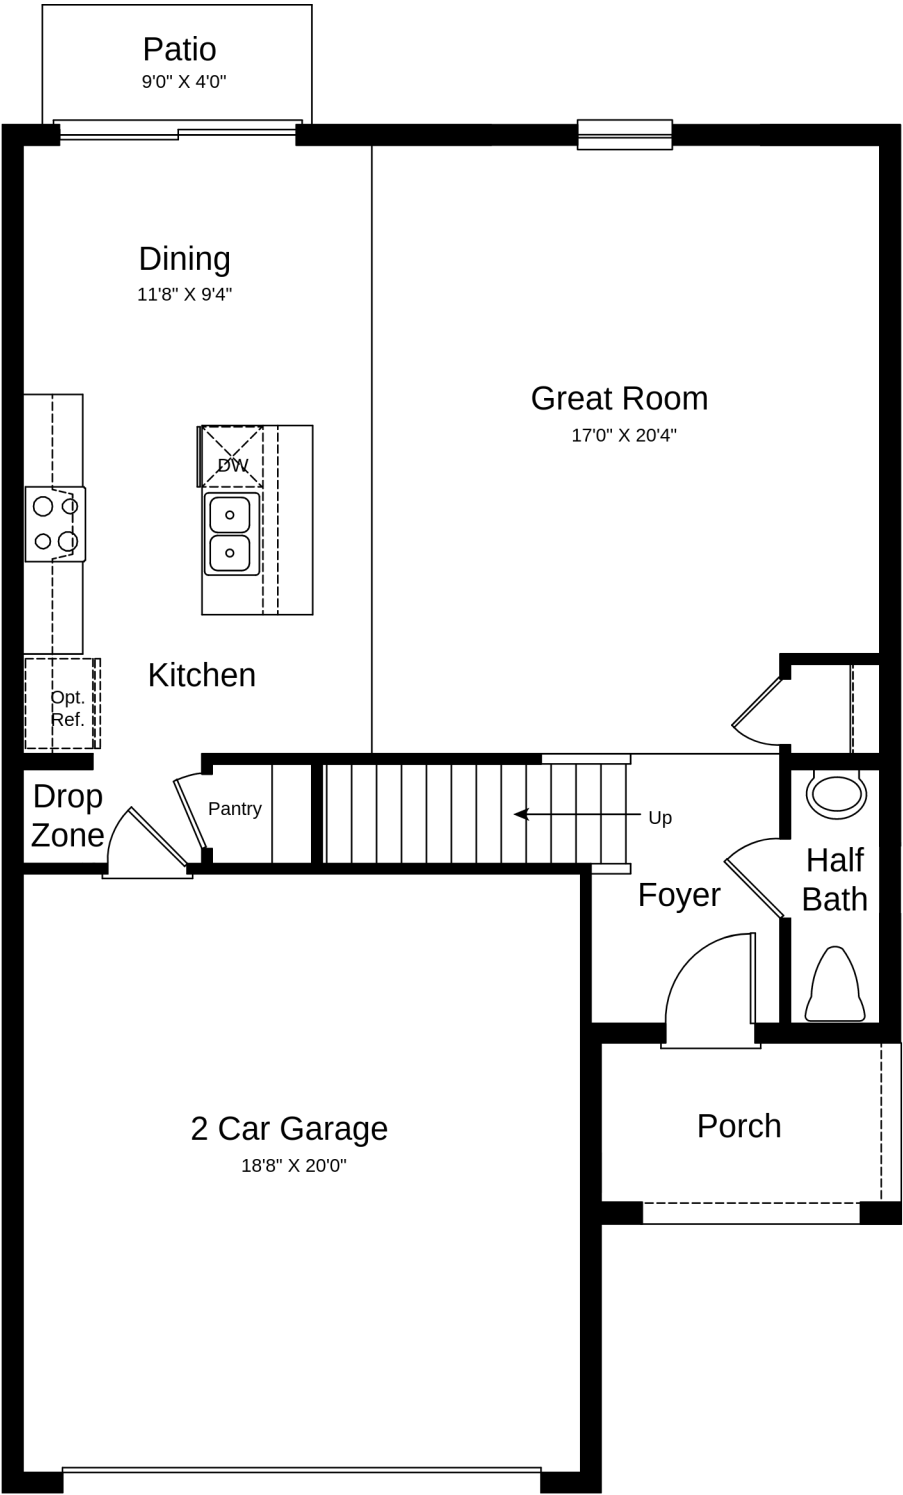 Patio
9'0" X 4'0"
Dining
11'8" X 9'4"
Great Room
17'0" X 20'4"
DW
Kitchen
Opt.
Ref.
Drop
Zone
Pantry
Up
Half
Bath
Foyer
2 Car Garage
18'8" X 20'0"
Porch